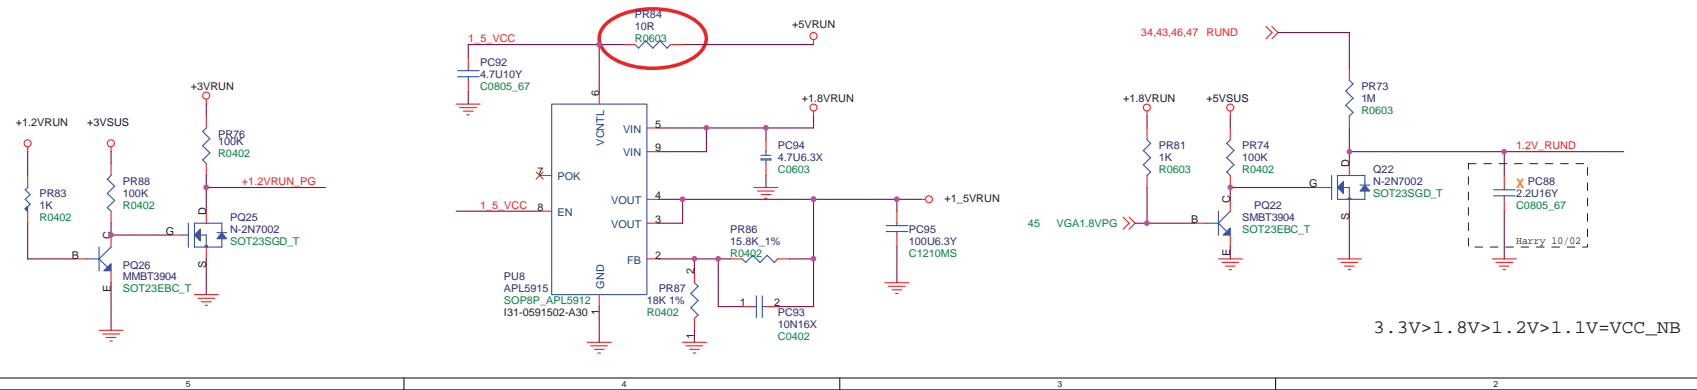 +1.2VRUN
+3VSUS
+3VRUN
PR76
100K
R0402
PR83
1K
R0402
PR88
100K
R0402
+1.2VRUN_PG
D
G
S
PQ25
N-2N7002
SOT23SGD_T
C
B
E
PQ26
MMBT3904
SOT23EBC_T
PR84
10R
R0603
+5VRUN
1_5_VCC
PC92
4.7U10Y
C0805_67
6
VCNTL
+1.8VRUN
VIN 5
VIN 9
PC94
4.7U6.3X
C0603
7
POK
1_5_VCC
8 EN
VOUT 4
VOUT 3
+1_5VRUN
PC95
100U6.3Y
C1210MS
PR86
15.8K_1%
R0402
FB 2
GND
1
PU8
APL5915
SOP8P_APL5912
I31-0591502-A30
2
PR87
18K 1%
R0402
1
1 2
PC93
10N16X
C0402
34,43,46,47 RUND
PR73
1M
R0603
+1.8VRUN
+5VSUS
PR81
1K
R0603
PR74
100K
R0402
1.2V_RUND
D
G
S
Q22
N-2N7002
SOT23SGD_T
X PC88
2.2U16Y
C0805_67
Harry 10/02
45 VGA1.8VPG
C
B
E
PQ22
SMBT3904
SOT23EBC_T
3.3V>1.8V>1.2V>1.1V=VCC_NB
5 4 3 2